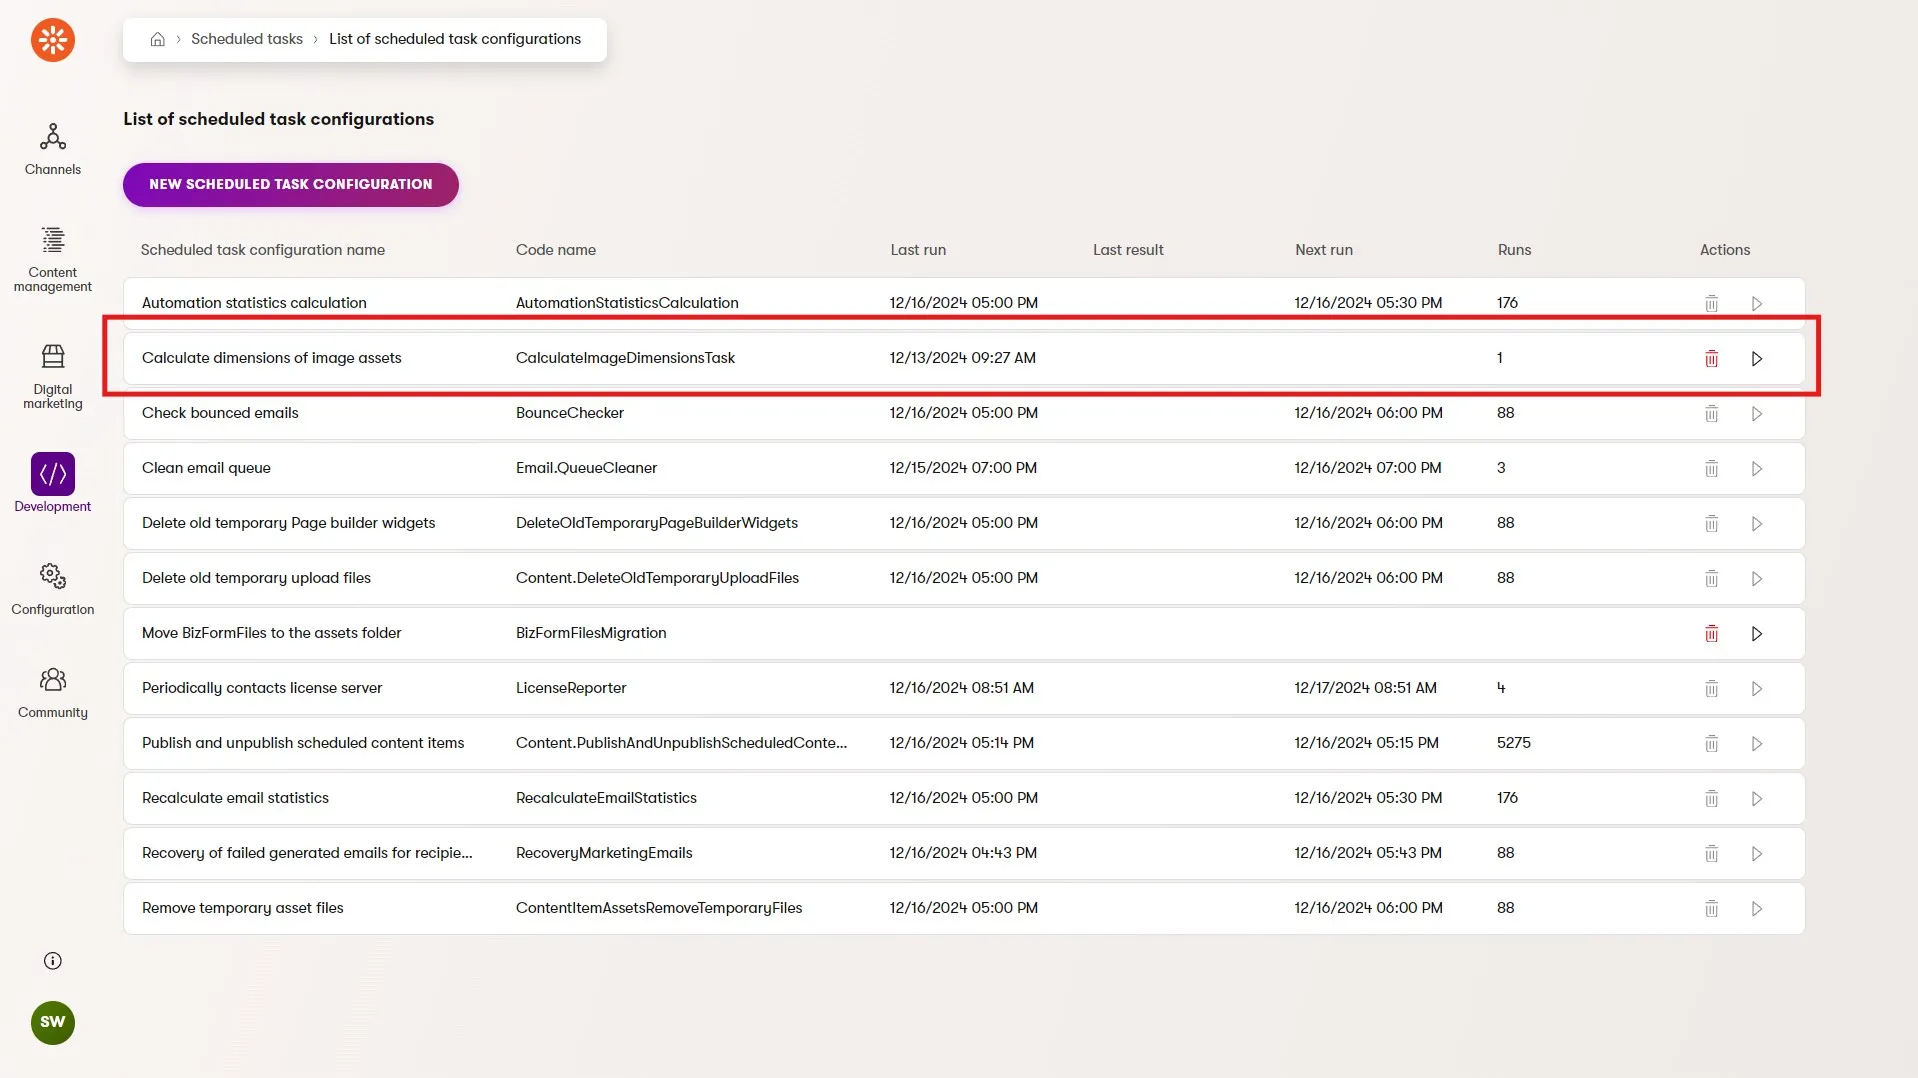 Scheduled tasks
List of scheduled task configurations
List of scheduled task configurations
NEW SCHEDULED TASK CONFIGURATION
Channels
Content
management
Digital
marketing
Development
Configuration
Community
SW
Scheduled task configuration name Code name Last run Last result Next run Runs Actions
Automation statistics calculation AutomationStatisticsCalculation 12/16/2024 05:00 PM 12/16/2024 05:30 PM 176
Calculate dimensions of image assets CalculateImageDimensionsTask 12/13/2024 09:27 AM 1
Check bounced emails BounceChecker 12/16/2024 05:00 PM 12/16/2024 06:00 PM 88
Clean email queue Email.QueueCleaner 12/15/2024 07:00 PM 12/16/2024 07:00 PM 3
Delete old temporary Page builder widgets DeleteOldTemporaryPageBuilderWidgets 12/16/2024 05:00 PM 12/16/2024 06:00 PM 88
Delete old temporary upload files Content.DeleteOldTemporaryUploadFiles 12/16/2024 05:00 PM 12/16/2024 06:00 PM 88
Move BizFormFiles to the assets folder BizFormFilesMigration
Periodically contacts license server LicenseReporter 12/16/2024 08:51 AM 12/17/2024 08:51 AM 4
Publish and unpublish scheduled content items Content.PublishAndUnpublishScheduledConte... 12/16/2024 05:14 PM 12/16/2024 05:15 PM 5275
Recalculate email statistics RecalculateEmailStatistics 12/16/2024 05:00 PM 12/16/2024 05:30 PM 176
Recovery of failed generated emails for recipie... RecoveryMarketingEmails 12/16/2024 04:43 PM 12/16/2024 05:43 PM 88
Remove temporary asset files ContentItemAssetsRemoveTemporaryFiles 12/16/2024 05:00 PM 12/16/2024 06:00 PM 88